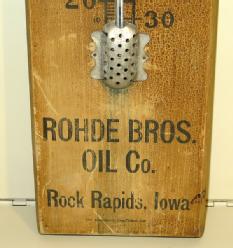 20
30
ROHDE BROS.
OIL Co.
Rock Rapids, Iowa